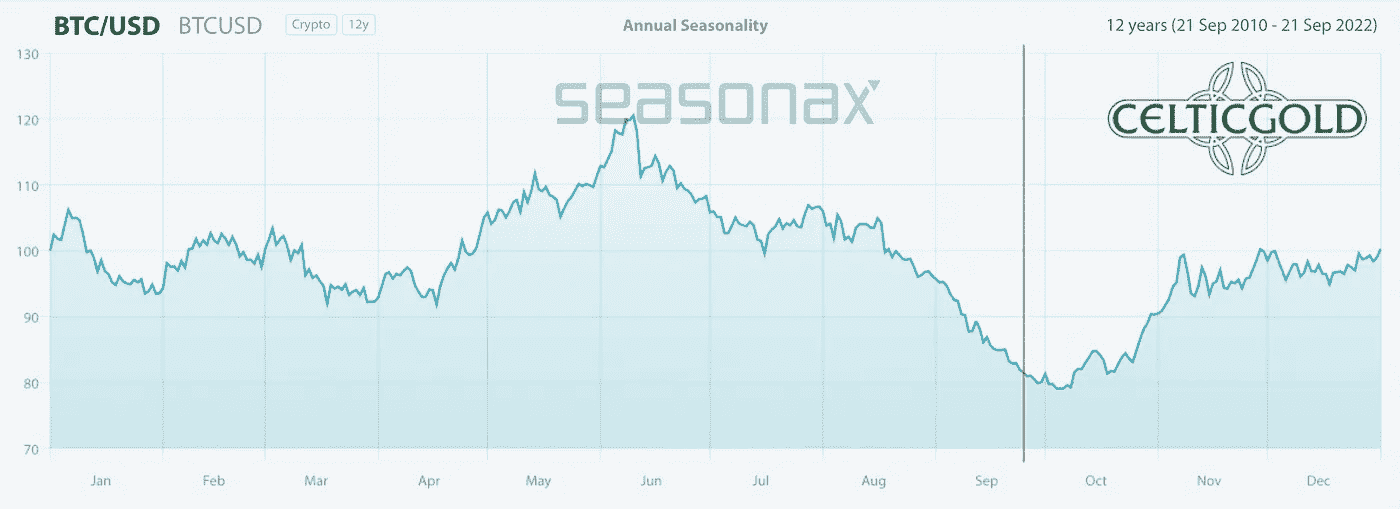 BTC/USD BTCUSD Crypto 12y Annual Seasonality 12 years (21 Sep 2010 - 21 Sep 2022)
seasonax
CELTICGOLD
130
120
110
100
90
80
70
Jan Feb Mar Apr May Jun Jul Aug Sep Oct Nov Dec